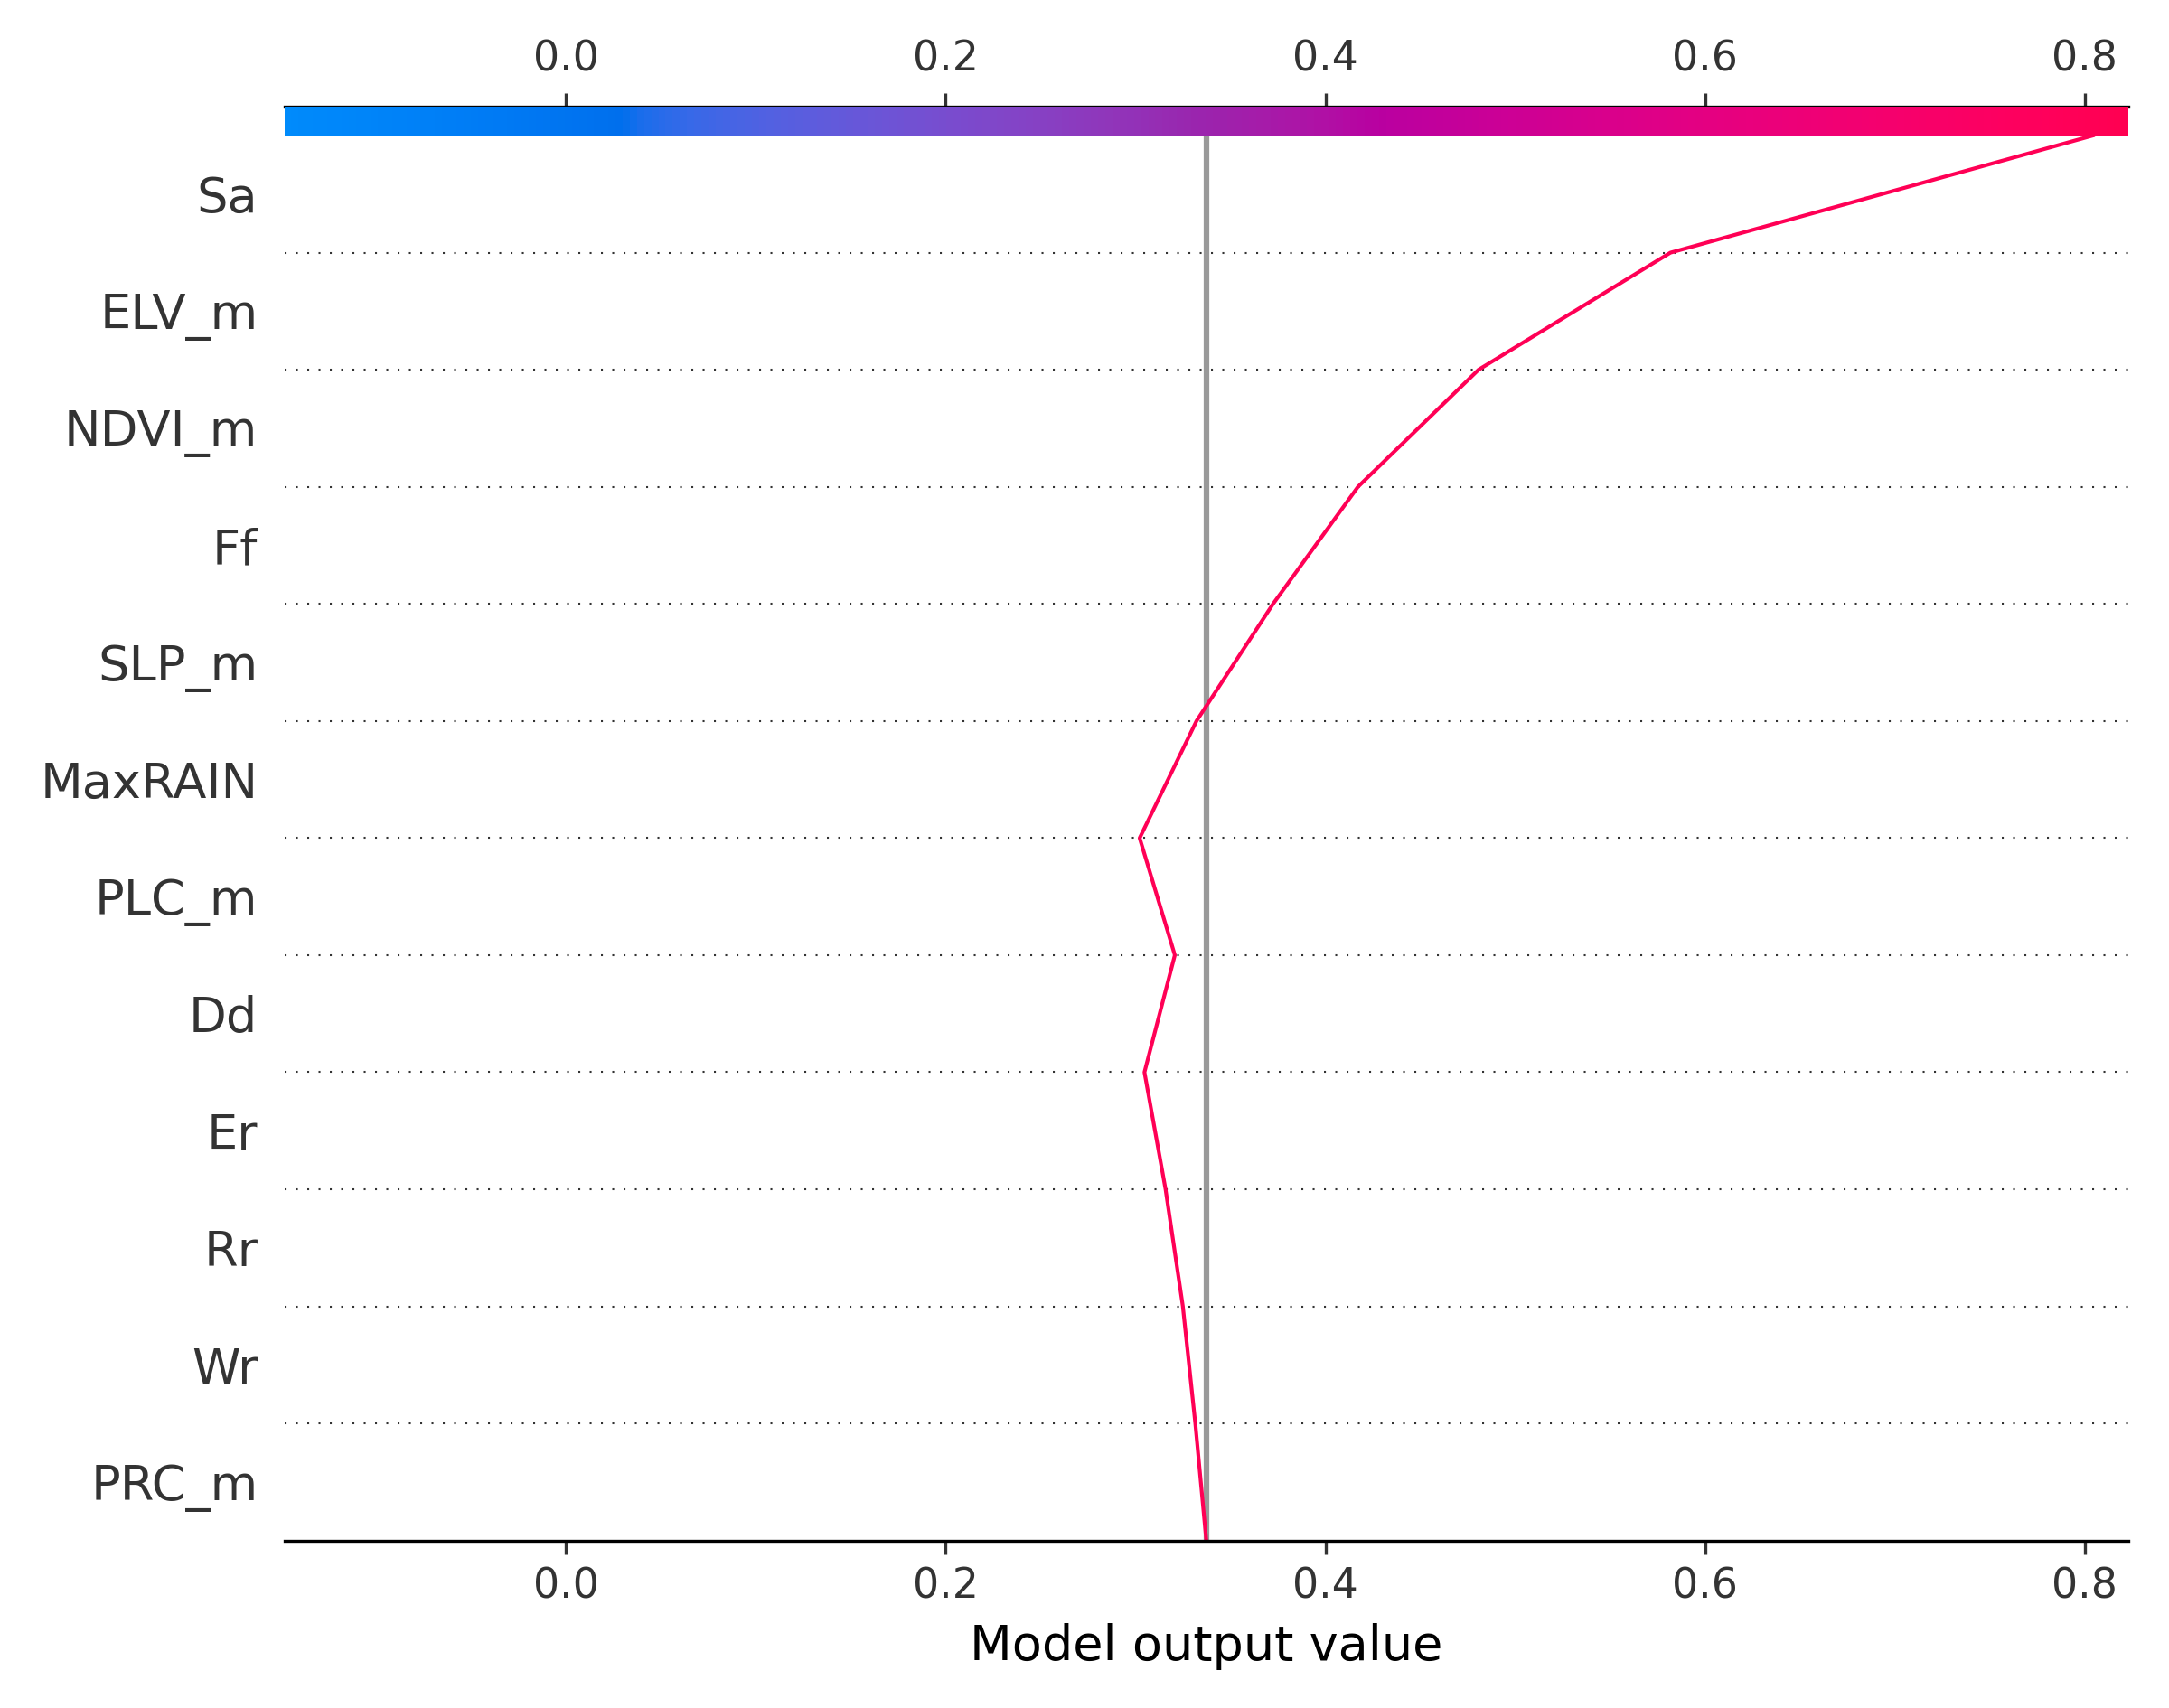 0.0 0.2 0.4 0.6 0.8
Sa
ELV_m
NDVI_m
Ff
SLP_m
MaxRAIN
PLC_m
Dd
Er
Rr
Wr
PRC_m
0.0 0.2 0.4 0.6 0.8
Model output value